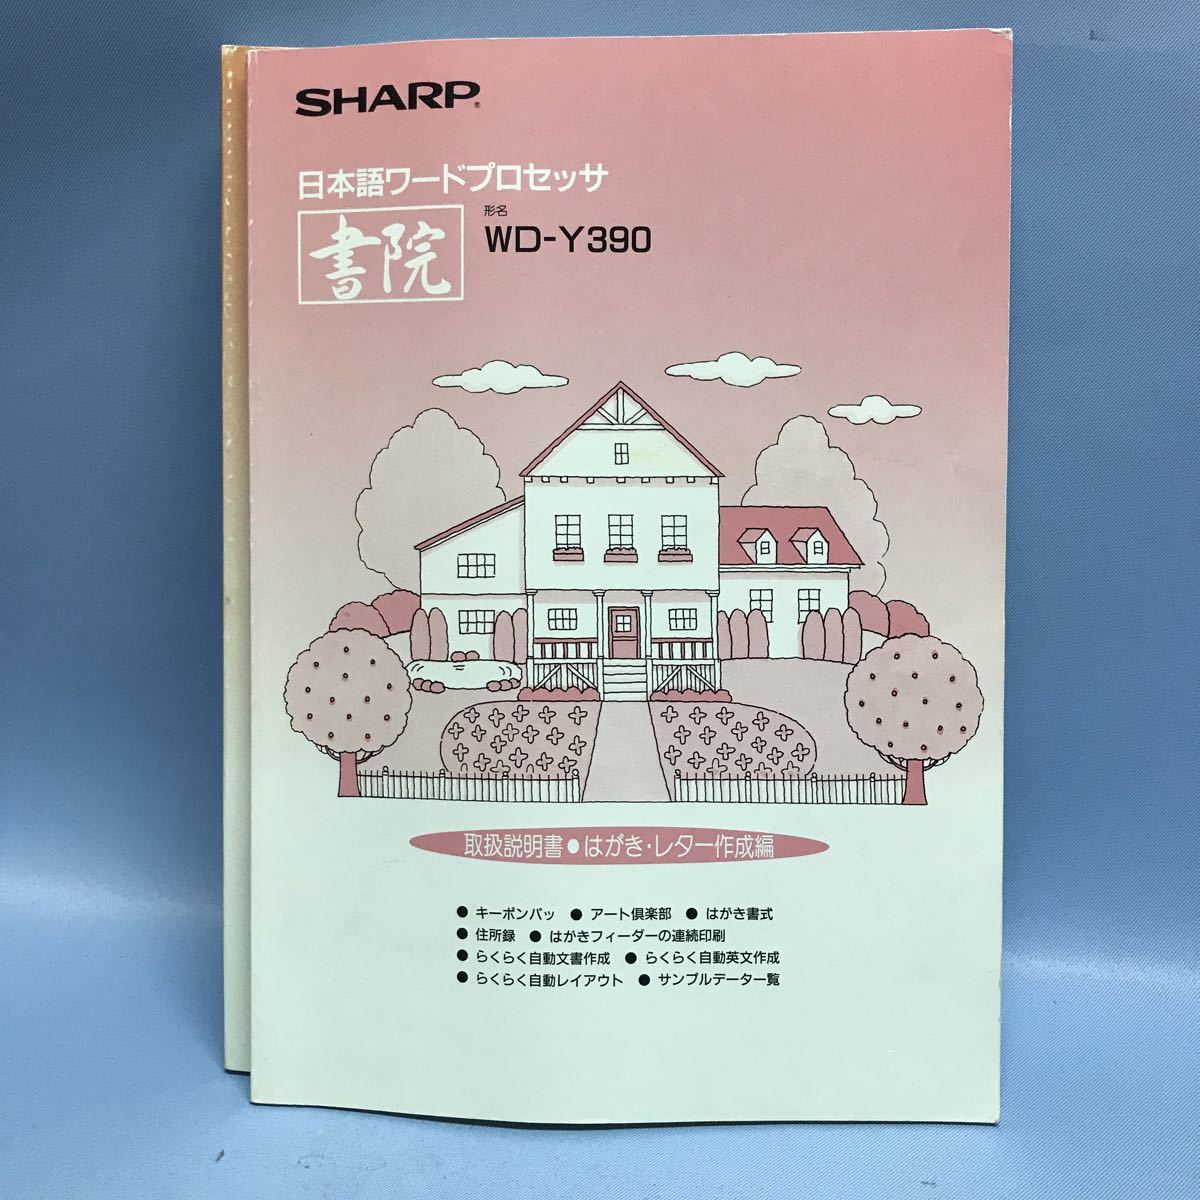 SHARP®
日本語ワードプロセッサ
書院
形名
WD-Y390
取扱説明書●はがき・レター作成編
● キーポンパッ ● アート倶楽部 ● はがき書式
● 住所録 ● はがきフィーダーの連続印刷
● らくらく自動文書作成 ● らくらく自動英文作成
● らくらく自動レイアウト ● サンプルデータ一覧